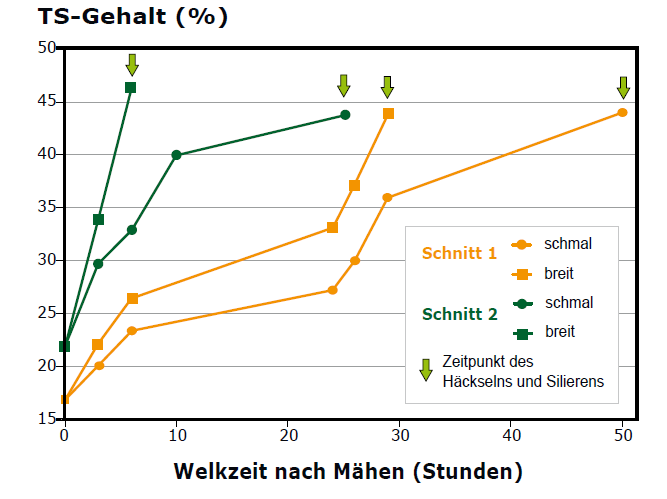 TS-Gehalt (%)
50
45
40
35
30
25
20
15
0
10
20
30
40
50
Schnitt 1
schmal
breit
Schnitt 2
schmal
breit
Zeitpunkt des
Häckselns und Silierens
Welkzeit nach Mähen (Stunden)